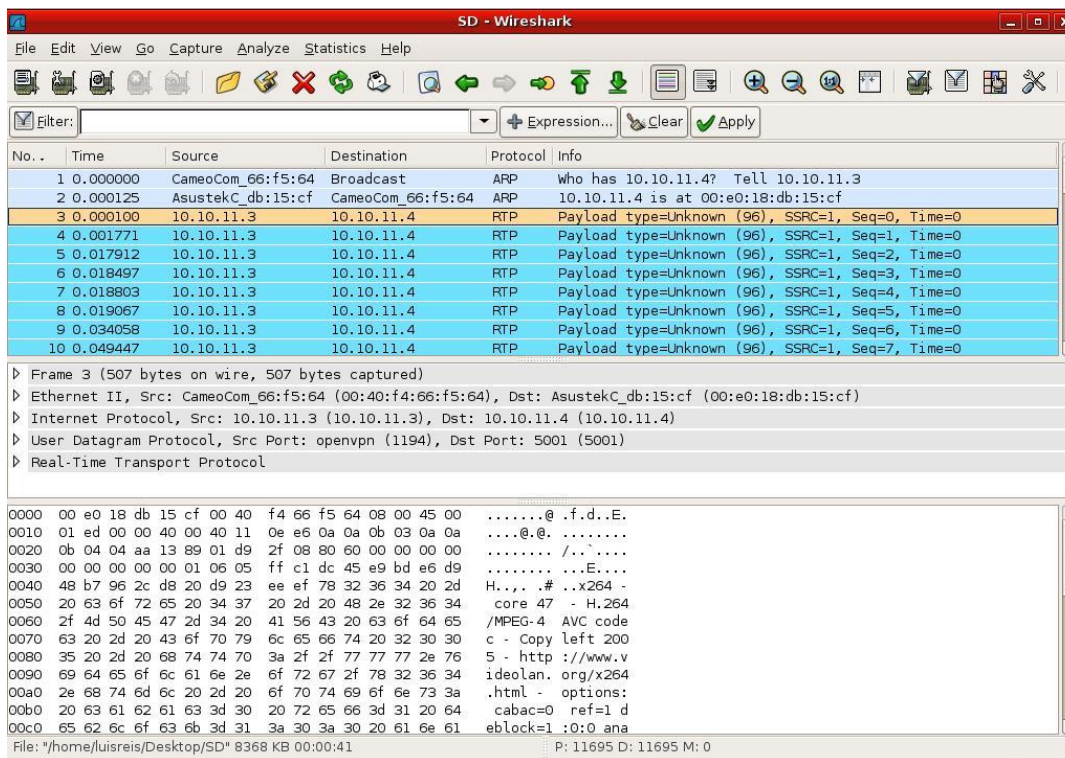 SD - Wireshark
File Edit View Go Capture Analyze Statistics Help
Filter: Expression... Clear Apply
No. . Time Source Destination Protocol Info
1 0.000000 CameoCom_66:f5:64 Broadcast ARP Who has 10.10.11.4? Tell 10.10.11.3
2 0.000125 AsustekC_db:15:cf CameoCom_66:f5:64 ARP 10.10.11.4 is at 00:e0:18:db:15:cf
3 0.000100 10.10.11.3 10.10.11.4 RTP Payload type=Unknown (96), SSRC=1, Seq=0, Time=0
4 0.001771 10.10.11.3 10.10.11.4 RTP Payload type=Unknown (96), SSRC=1, Seq=1, Time=0
5 0.017912 10.10.11.3 10.10.11.4 RTP Payload type=Unknown (96), SSRC=1, Seq=2, Time=0
6 0.018497 10.10.11.3 10.10.11.4 RTP Payload type=Unknown (96), SSRC=1, Seq=3, Time=0
7 0.018803 10.10.11.3 10.10.11.4 RTP Payload type=Unknown (96), SSRC=1, Seq=4, Time=0
8 0.019067 10.10.11.3 10.10.11.4 RTP Payload type=Unknown (96), SSRC=1, Seq=5, Time=0
9 0.034058 10.10.11.3 10.10.11.4 RTP Payload type=Unknown (96), SSRC=1, Seq=6, Time=0
10 0.049447 10.10.11.3 10.10.11.4 RTP Payload type=Unknown (96), SSRC=1, Seq=7, Time=0
Frame 3 (507 bytes on wire, 507 bytes captured)
Ethernet II, Src: CameoCom_66:f5:64 (00:40:f4:66:f5:64), Dst: AsustekC_db:15:cf (00:e0:18:db:15:cf)
Internet Protocol, Src: 10.10.11.3 (10.10.11.3), Dst: 10.10.11.4 (10.10.11.4)
User Datagram Protocol, Src Port: openvpn (1194), Dst Port: 5001 (5001)
Real-Time Transport Protocol
0000 00 e0 18 db 15 cf 00 40 f4 66 f5 64 08 00 45 00 .......@ .f.d..E.
0010 01 ed 00 00 40 00 40 11 0e e6 0a 0a 0b 03 0a 0a ....@.@. ........
0020 0b 04 04 aa 13 89 01 d9 2f 08 80 60 00 00 00 00 ........ /..`....
0030 00 00 00 00 00 01 06 05 ff c1 dc 45 e9 bd e6 d9 ........ ...E....
0040 48 b7 96 2c d8 20 d9 23 ee ef 78 32 36 34 20 2d H..,. .# ..x264 -
0050 20 63 6f 72 65 20 34 37 20 2d 20 48 2e 32 36 34 core 47 - H.264
0060 2f 4d 50 45 47 2d 34 20 41 56 43 20 63 6f 64 65 /MPEG-4 AVC code
0070 63 20 2d 20 43 6f 70 79 6c 65 66 74 20 32 30 30 c - Copy left 200
0080 35 20 2d 20 68 74 74 70 3a 2f 2f 77 77 77 2e 76 5 - http ://www.v
0090 69 64 65 6f 6c 61 6e 2e 6f 72 67 2f 78 32 36 34 ideolan. org/x264
00a0 2e 68 74 6d 6c 20 2d 20 6f 70 74 69 6f 6e 73 3a .html - options:
00b0 20 63 61 62 61 63 3d 30 20 72 65 66 3d 31 20 64 cabac=0 ref=1 d
00c0 65 62 6c 6f 63 6b 3d 31 3a 30 3a 30 20 61 6e 61 eblock=1 :0:0 ana
File: "/home/luisreis/Desktop/SD" 8368 KB 00:00:41 P: 11695 D: 11695 M: 0